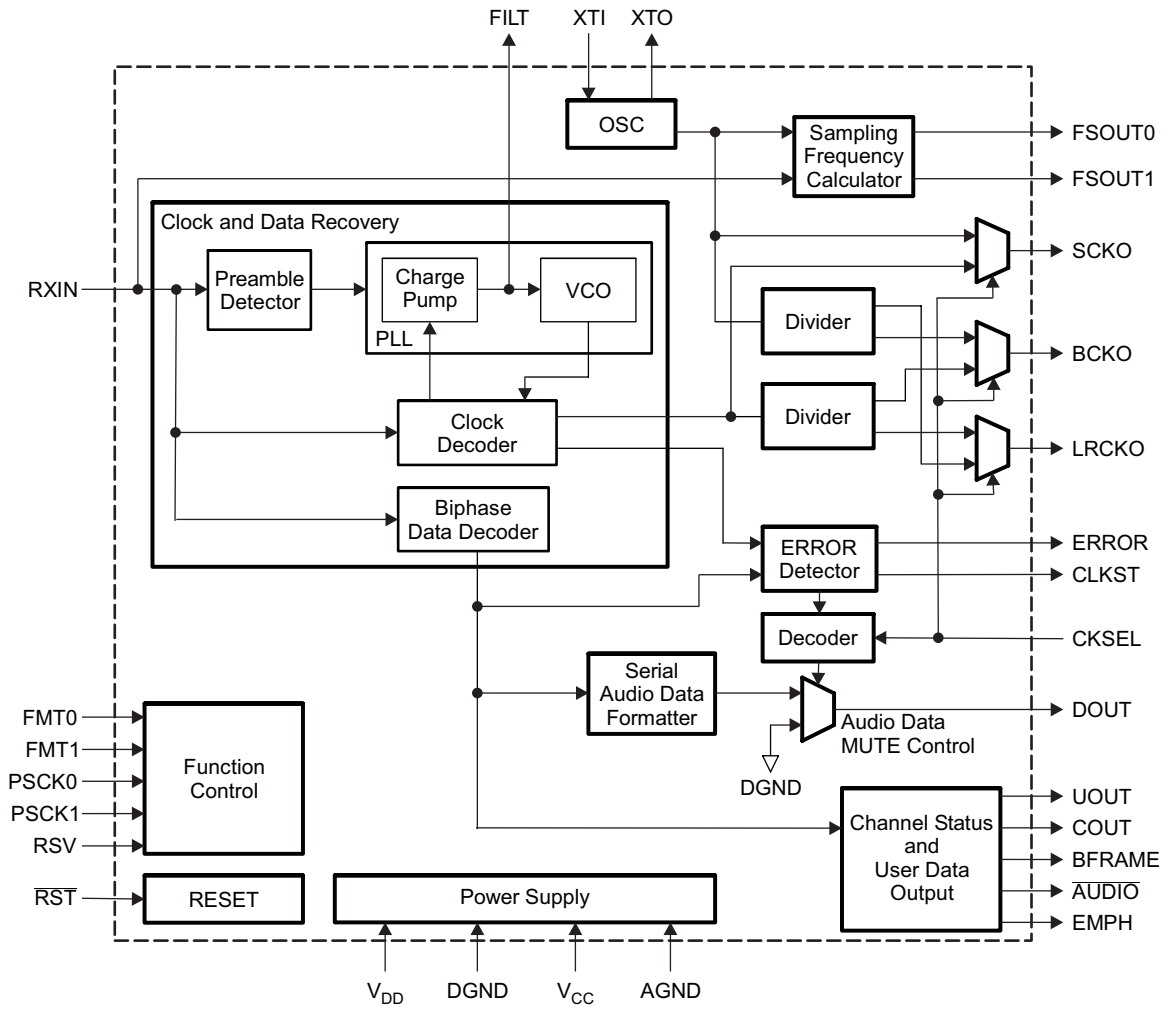 FILT
XTI
XTO
OSC
Sampling
Frequency
Calculator
FSOUT0
FSOUT1
Clock and Data Recovery
SCKO
RXIN
Preamble
Detector
Charge
Pump
VCO
PLL
Divider
BCKO
Clock
Decoder
Divider
LRCKO
Biphase
Data Decoder
ERROR
Detector
ERROR
CLKST
Decoder
CKSEL
Serial
Audio Data
Formatter
DOUT
Audio Data
MUTE Control
DGND
FMT0
FMT1
PSCK0
PSCK1
RSV
Function
Control
Channel Status
and
User Data
Output
UOUT
COUT
BFRAME
AUDIO
EMPH
RST
RESET
Power Supply
VDD
DGND
VCC
AGND